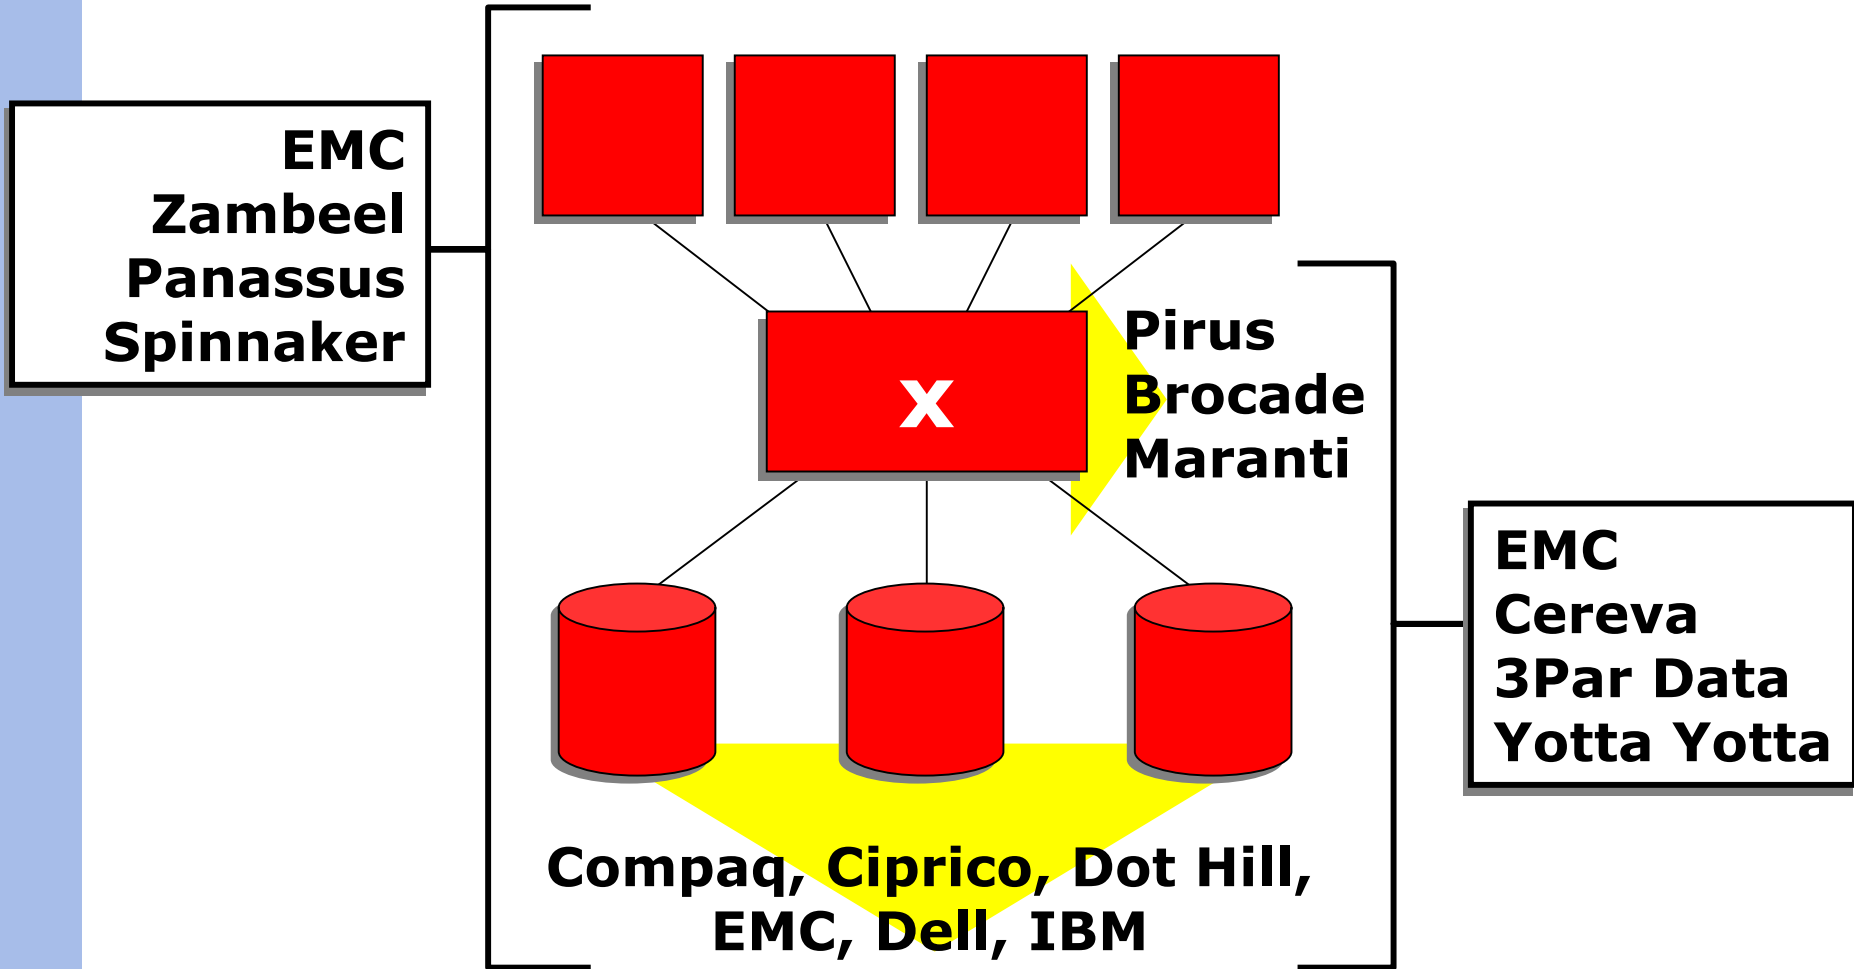 EMC
Zambeel
Panassus
Spinnaker
x
Pirus
Brocade
Maranti
EMC
Cereva
3Par Data
Yotta Yotta
Compaq, Ciprico, Dot Hill,
EMC, Dell, IBM